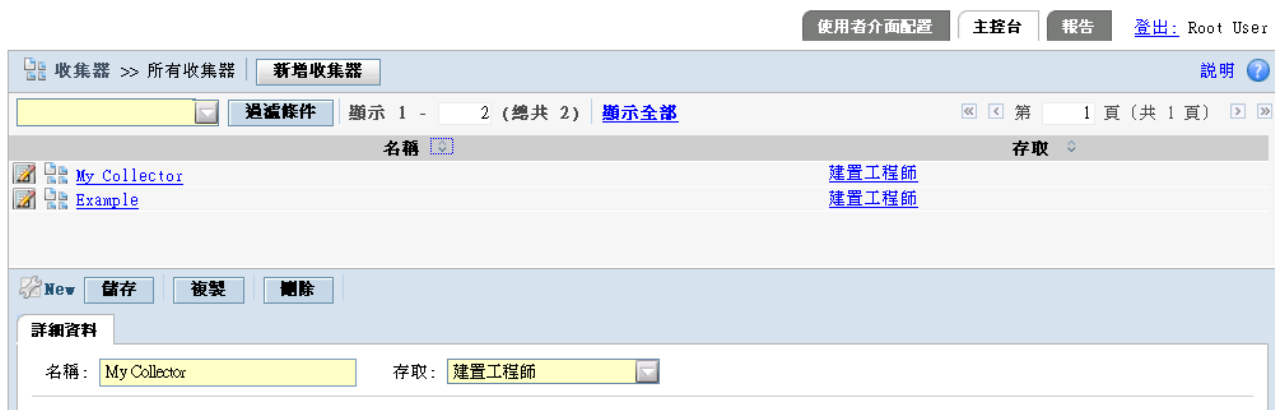 使用者介面配置 主控台 報告 登出: Root User
收集器 >> 所有收集器 新增收集器 說明
過濾條件 顯示 1 - 2 (總共 2) 顯示全部 第 1 頁 (共 1 頁)
名稱 存取
My Collector 建置工程師
Example 建置工程師
New 儲存 複製 刪除
詳細資料
名稱: My Collector 存取: 建置工程師